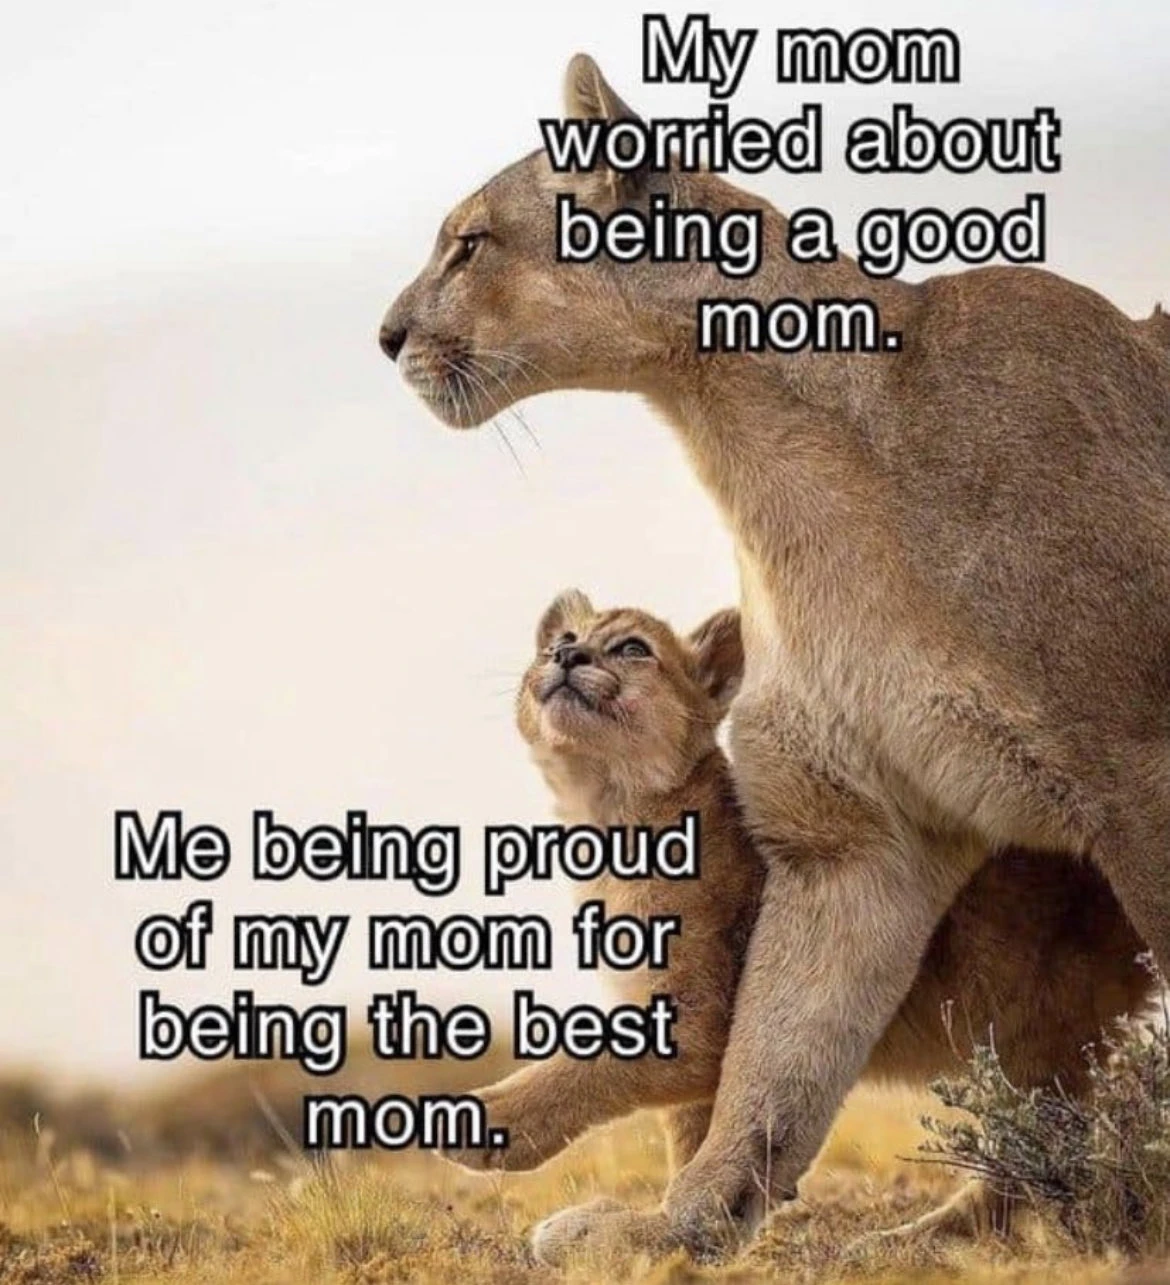 My mom
worried about
being a good
mom.
Me being proud
of my mom for
being the best
mom.